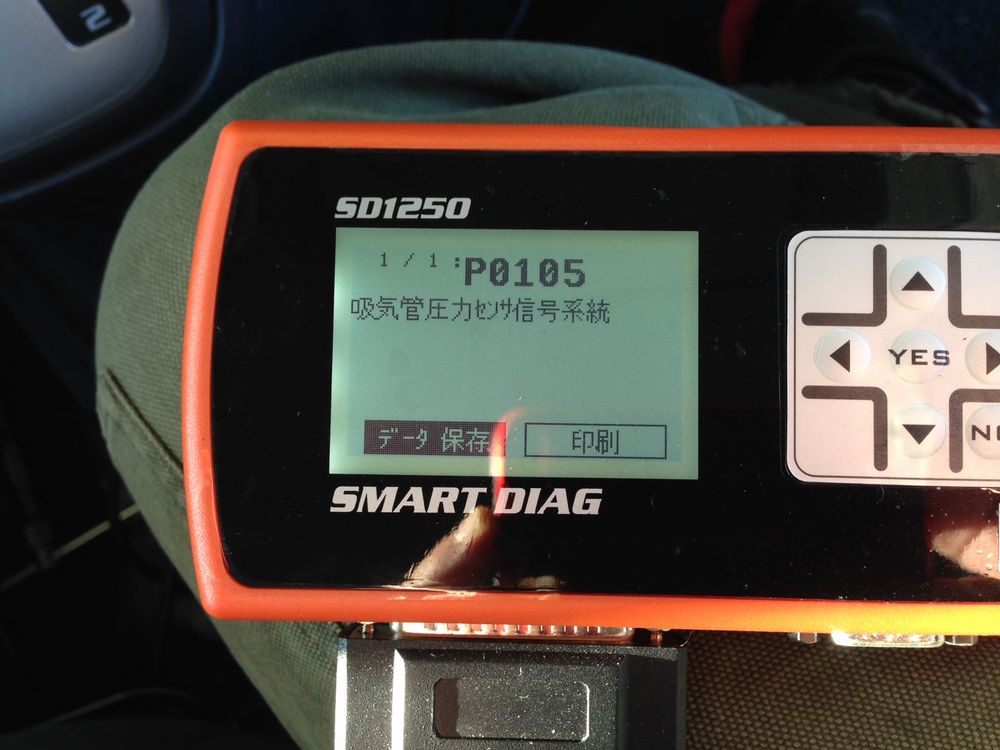 2
SD1250
1 / 1 :P0105
吸気管圧力ｾﾝｻ信号系統
データ 保存
印刷
SMART DIAG
YES